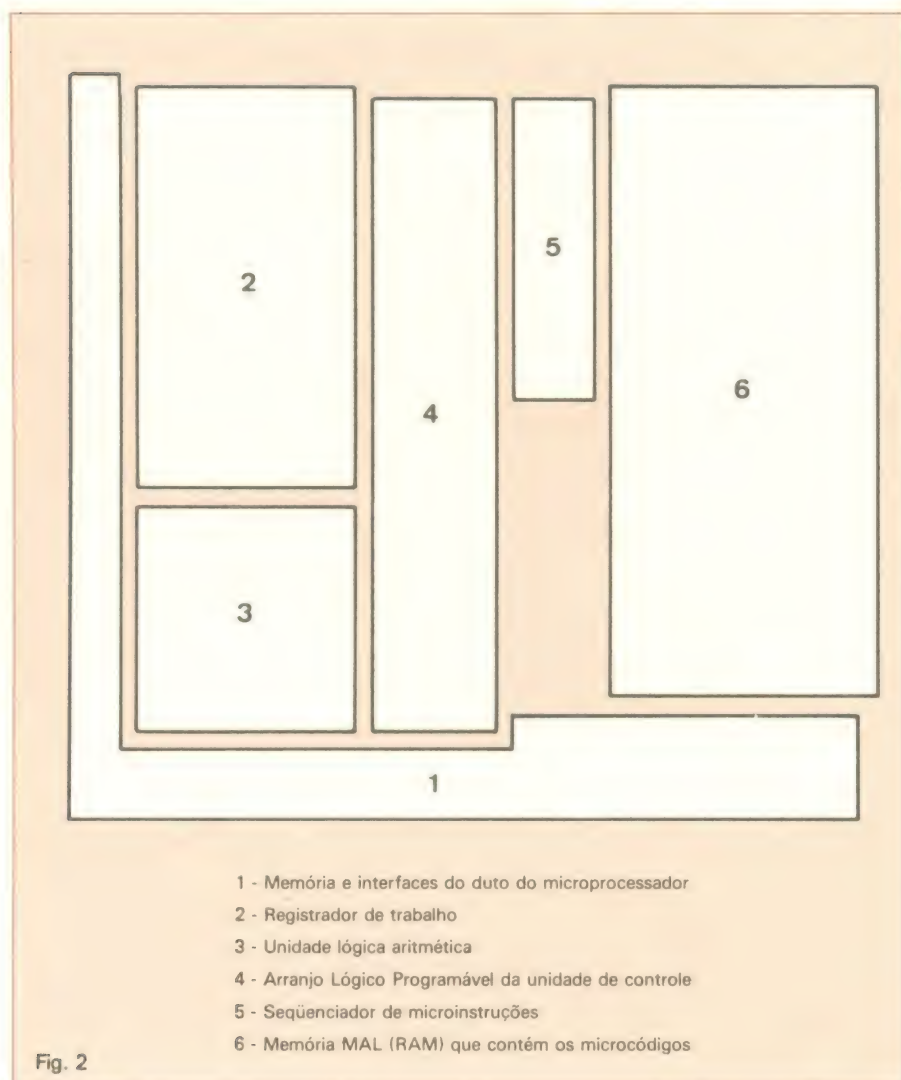 2
5
6
4
3
1
1 - Memória e interfaces do duto do microprocessador
2 - Registrador de trabalho
3 - Unidade lógica aritmética
4 - Arranjo Lógico Programável da unidade de controle
5 - Seqüenciador de microinstruções
6 - Memória MAL (RAM) que contém os microcódigos
Fig. 2